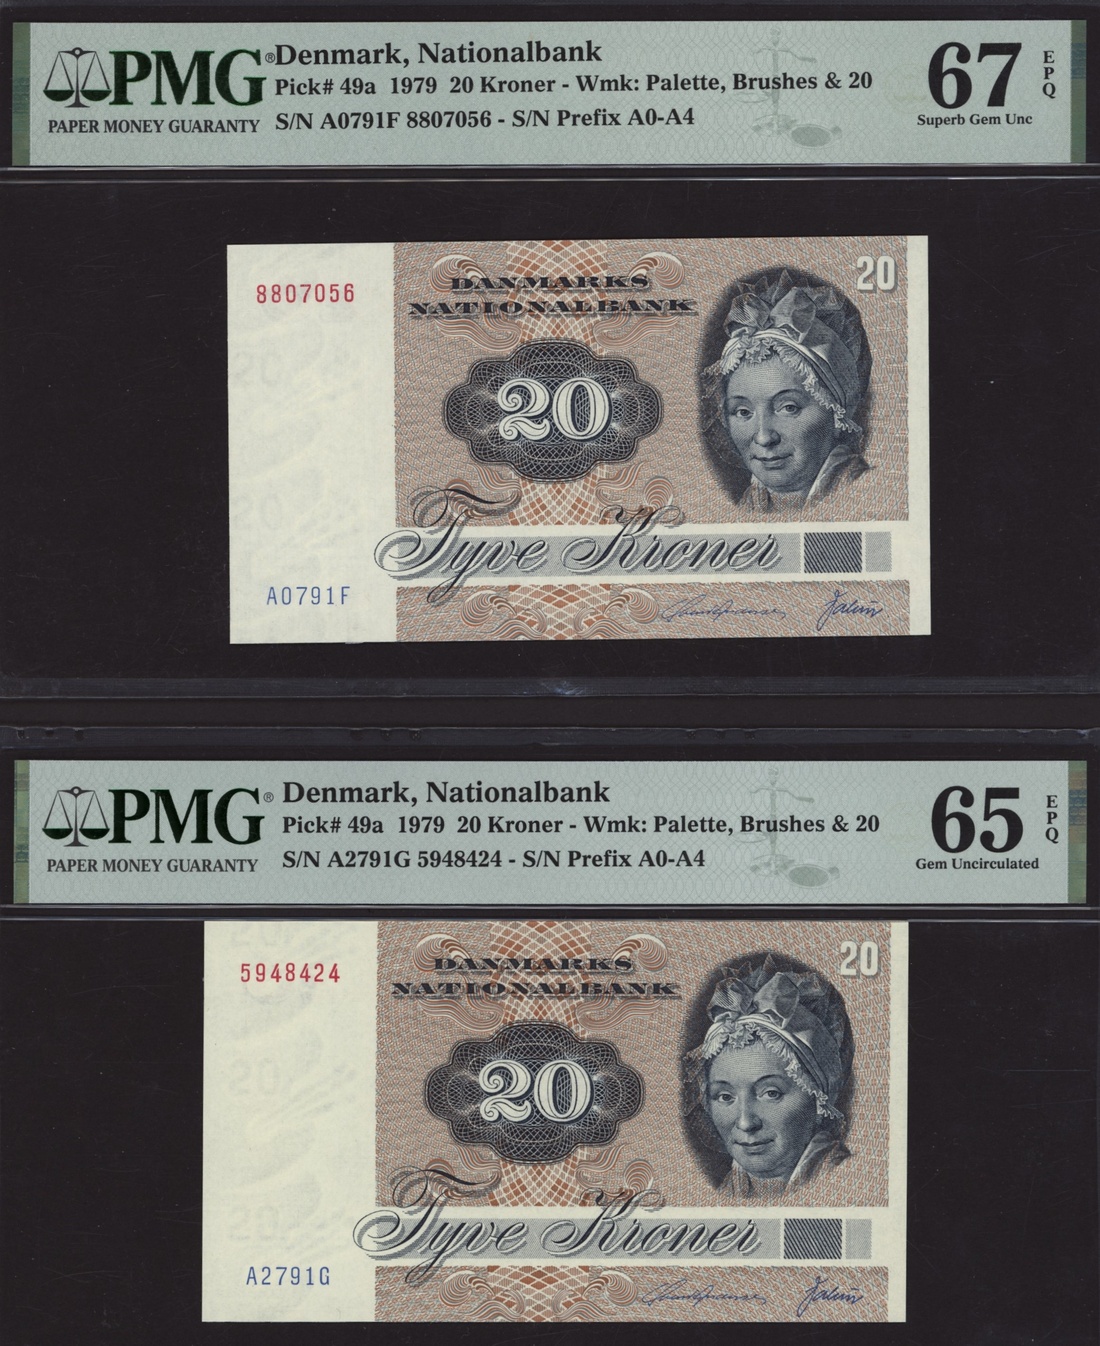 PMG®
PAPER MONEY GUARANTY
Denmark, Nationalbank
Pick# 49a 1979 20 Kroner - Wmk: Palette, Brushes & 20
S/N A0791F 8807056 - S/N Prefix A0-A4
67
EPQ
Superb Gem Unc
8807056
DANMARKS
NATIONALBANK
20
20
Tyve Kroner
A0791F
PMG®
PAPER MONEY GUARANTY
Denmark, Nationalbank
Pick# 49a 1979 20 Kroner - Wmk: Palette, Brushes & 20
S/N A2791G 5948424 - S/N Prefix A0-A4
65
EPQ
Gem Uncirculated
5948424
DANMARKS
NATIONALBANK
20
20
Tyve Kroner
A2791G